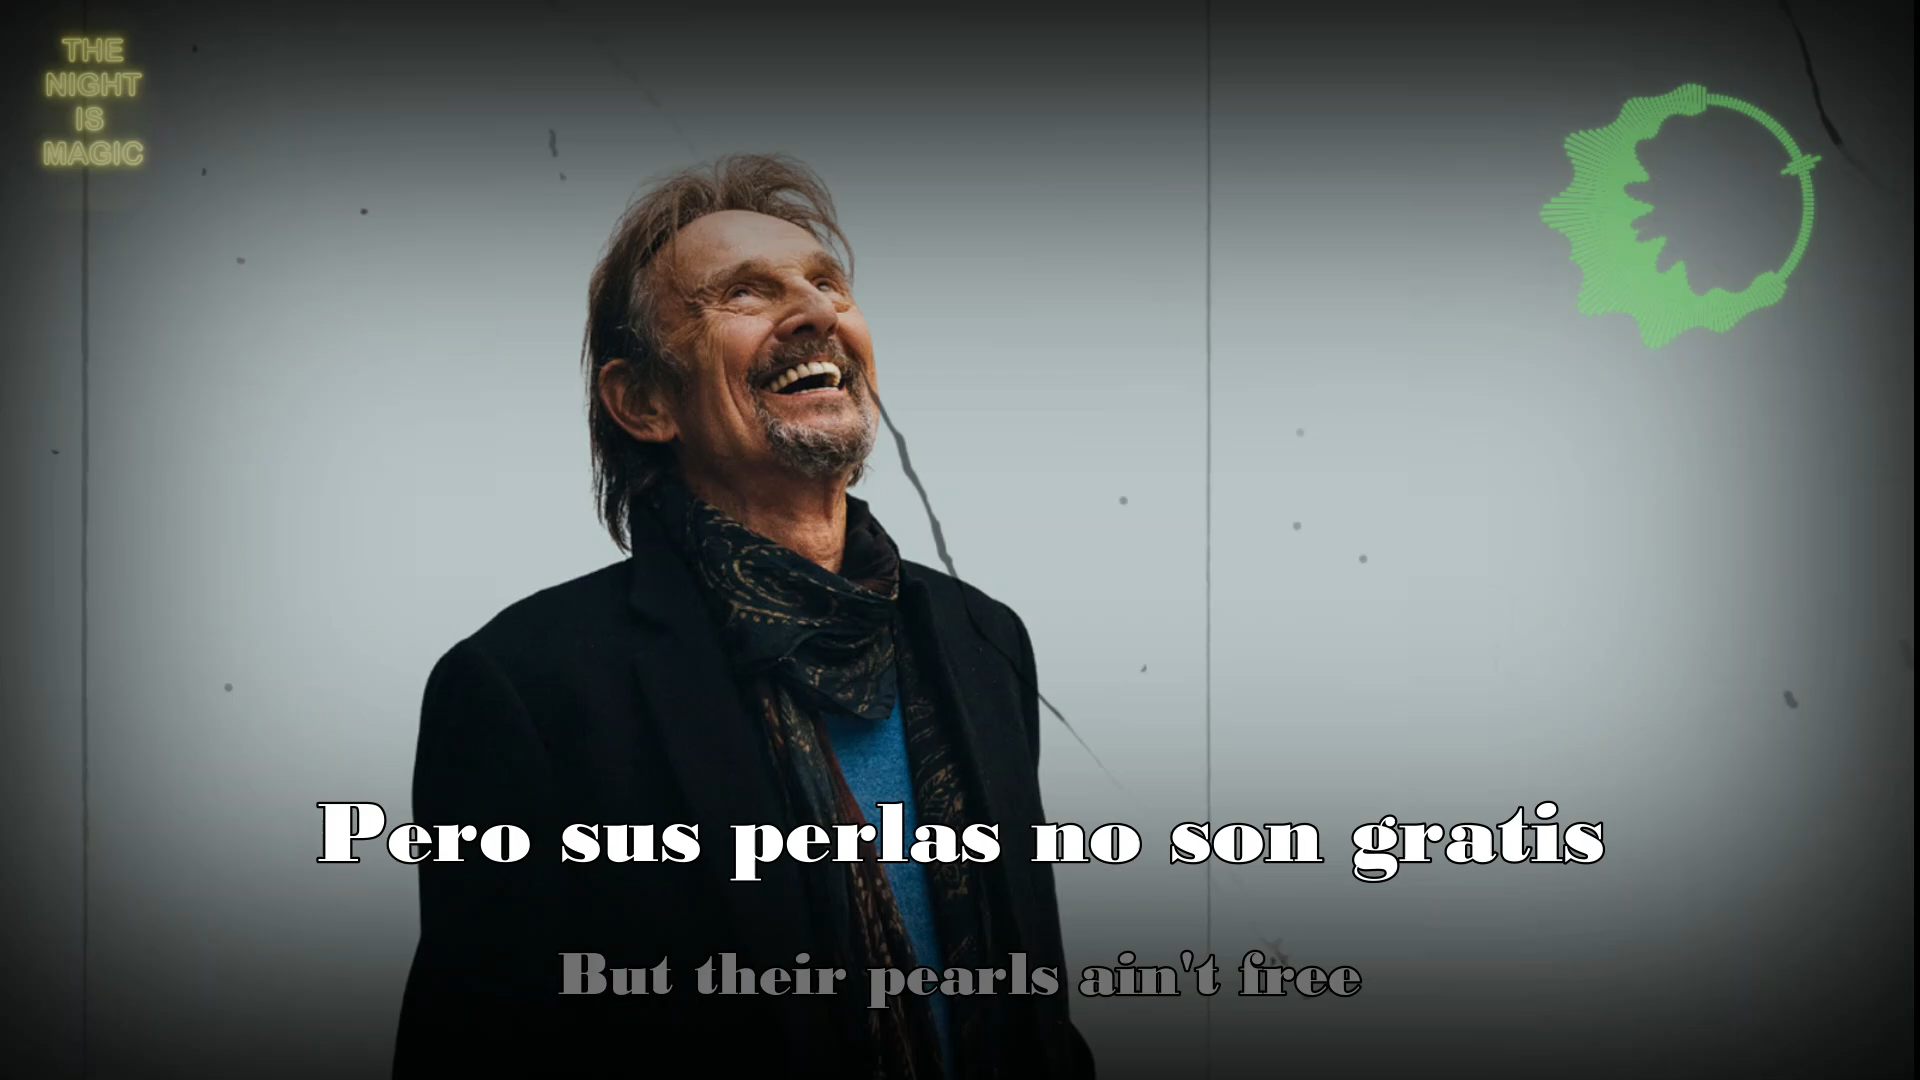 THE
NIGHT
IS
MAGIC
Pero sus perlas no son gratis
But their pearls ain't free